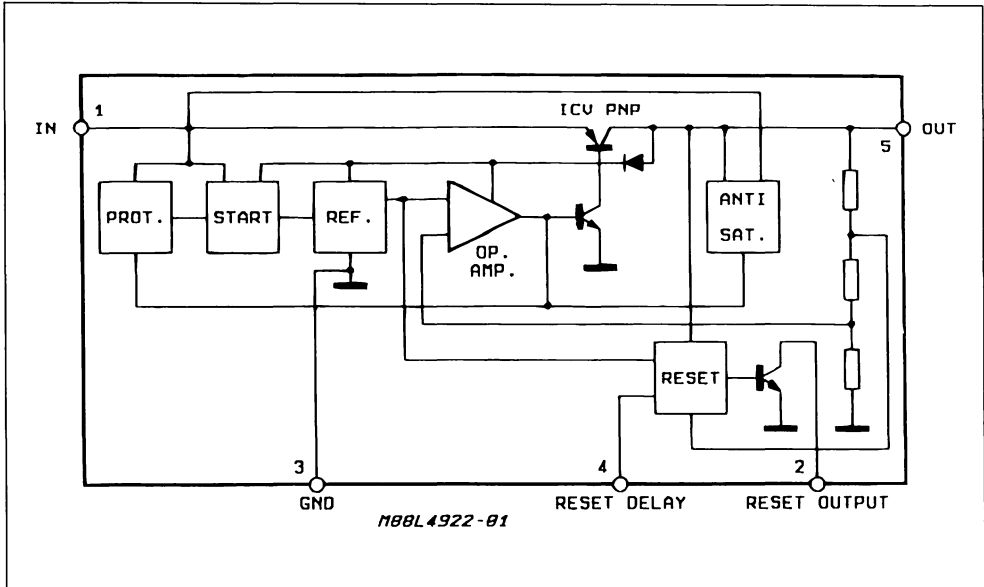 1
ICV PNP
IN
OUT
5
PROT.
START
REF.
ANTI
SAT.
OP.
AMP.
RESET
3
4
2
GND
RESET DELAY
RESET OUTPUT
M88L4922-01